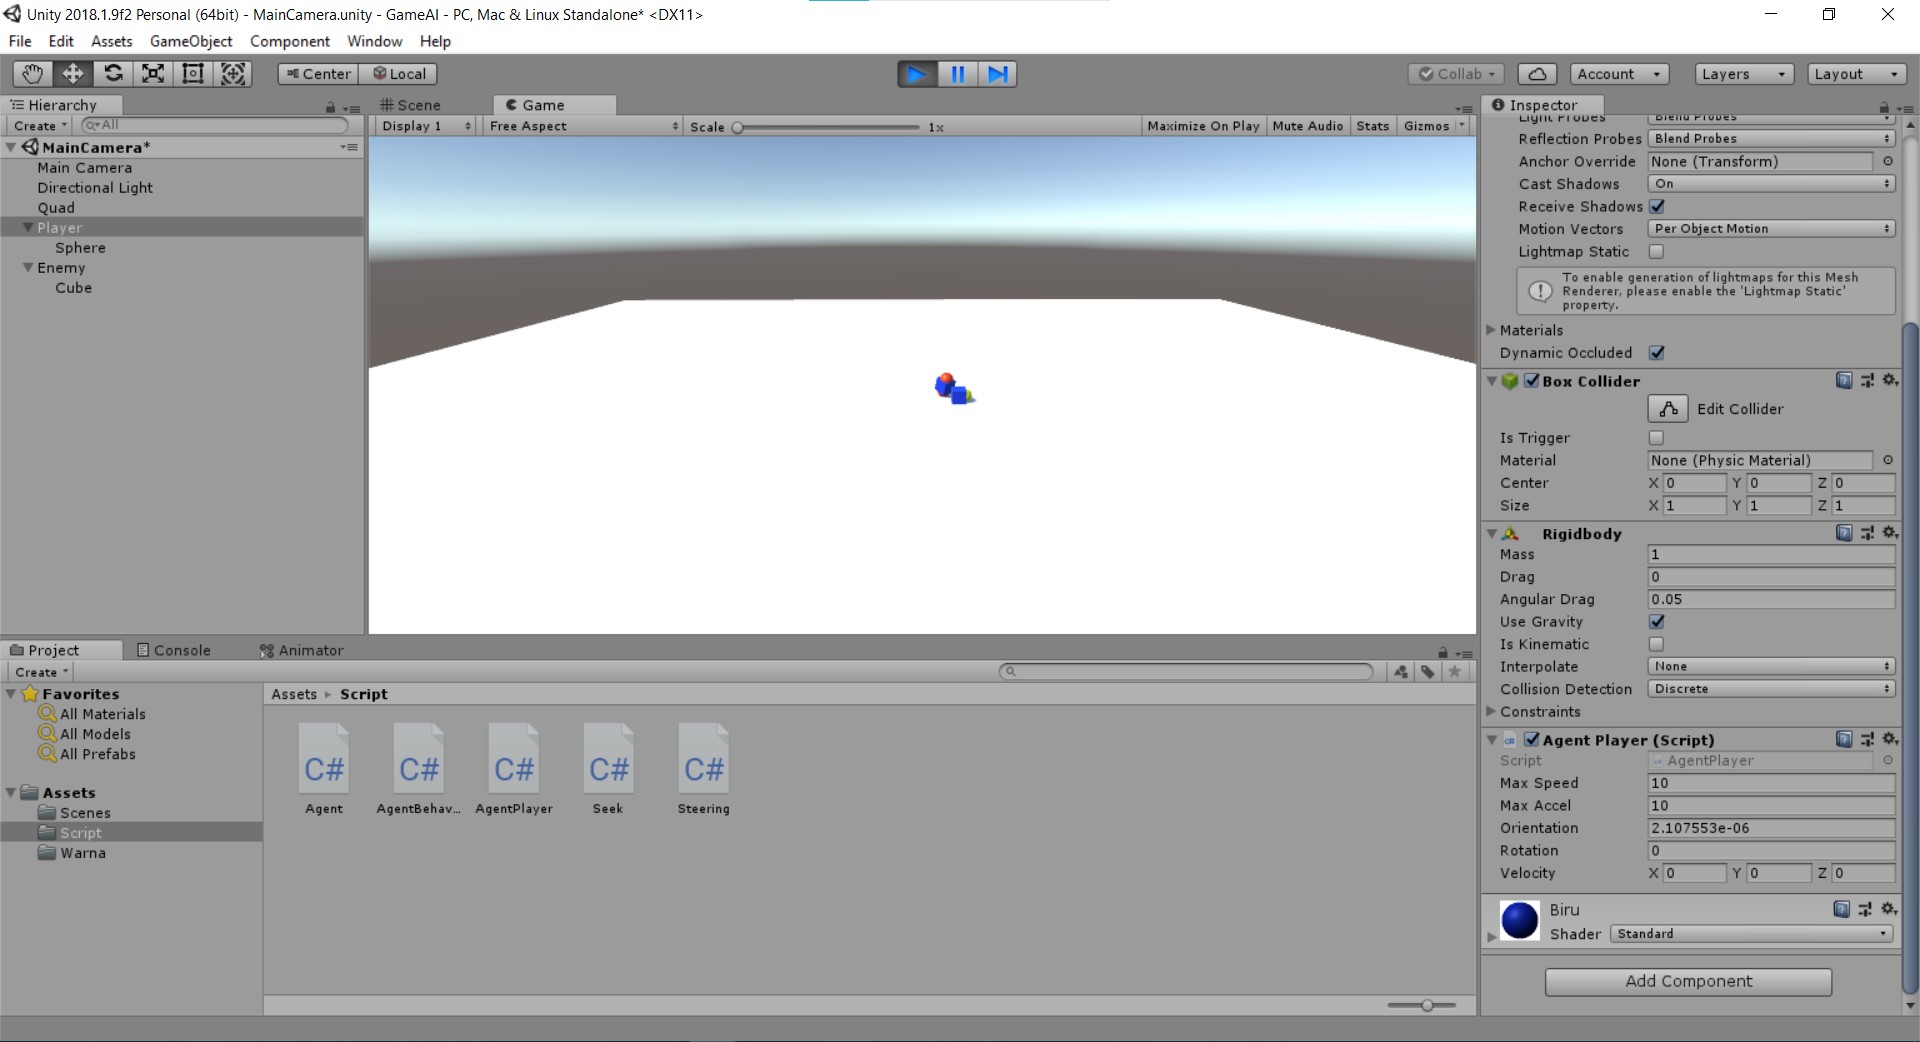 Unity 2018.1.9f2 Personal (64bit) - MainCamera.unity - GameAI - PC, Mac & Linux Standalone* <DX11>
File Edit Assets GameObject Component Window Help
Center Local
Collab Account Layers Layout
Hierarchy
Create All
MainCamera*
Main Camera
Directional Light
Quad
Player
Sphere
Enemy
Cube
Scene Game
Display 1 Free Aspect Scale 1x Maximize On Play Mute Audio Stats Gizmos
Inspector
Light Probes Blend Probes
Reflection Probes Blend Probes
Anchor Override None (Transform)
Cast Shadows On
Receive Shadows
Motion Vectors Per Object Motion
Lightmap Static
To enable generation of lightmaps for this Mesh
Renderer, please enable the 'Lightmap Static'
property.
Materials
Dynamic Occluded
Box Collider
Edit Collider
Is Trigger
Material None (Physic Material)
Center X 0 Y 0 Z 0
Size X 1 Y 1 Z 1
Rigidbody
Mass 1
Drag 0
Angular Drag 0.05
Use Gravity
Is Kinematic
Interpolate None
Collision Detection Discrete
Constraints
Agent Player (Script)
Script AgentPlayer
Max Speed 10
Max Accel 10
Orientation 2.107553e-06
Rotation 0
Velocity X 0 Y 0 Z 0
Biru
Shader Standard
Add Component
Project Console Animator
Create
Favorites
All Materials
All Models
All Prefabs
Assets
Scenes
Script
Warna
Assets Script
C# C# C# C# C#
Agent AgentBehav... AgentPlayer Seek Steering